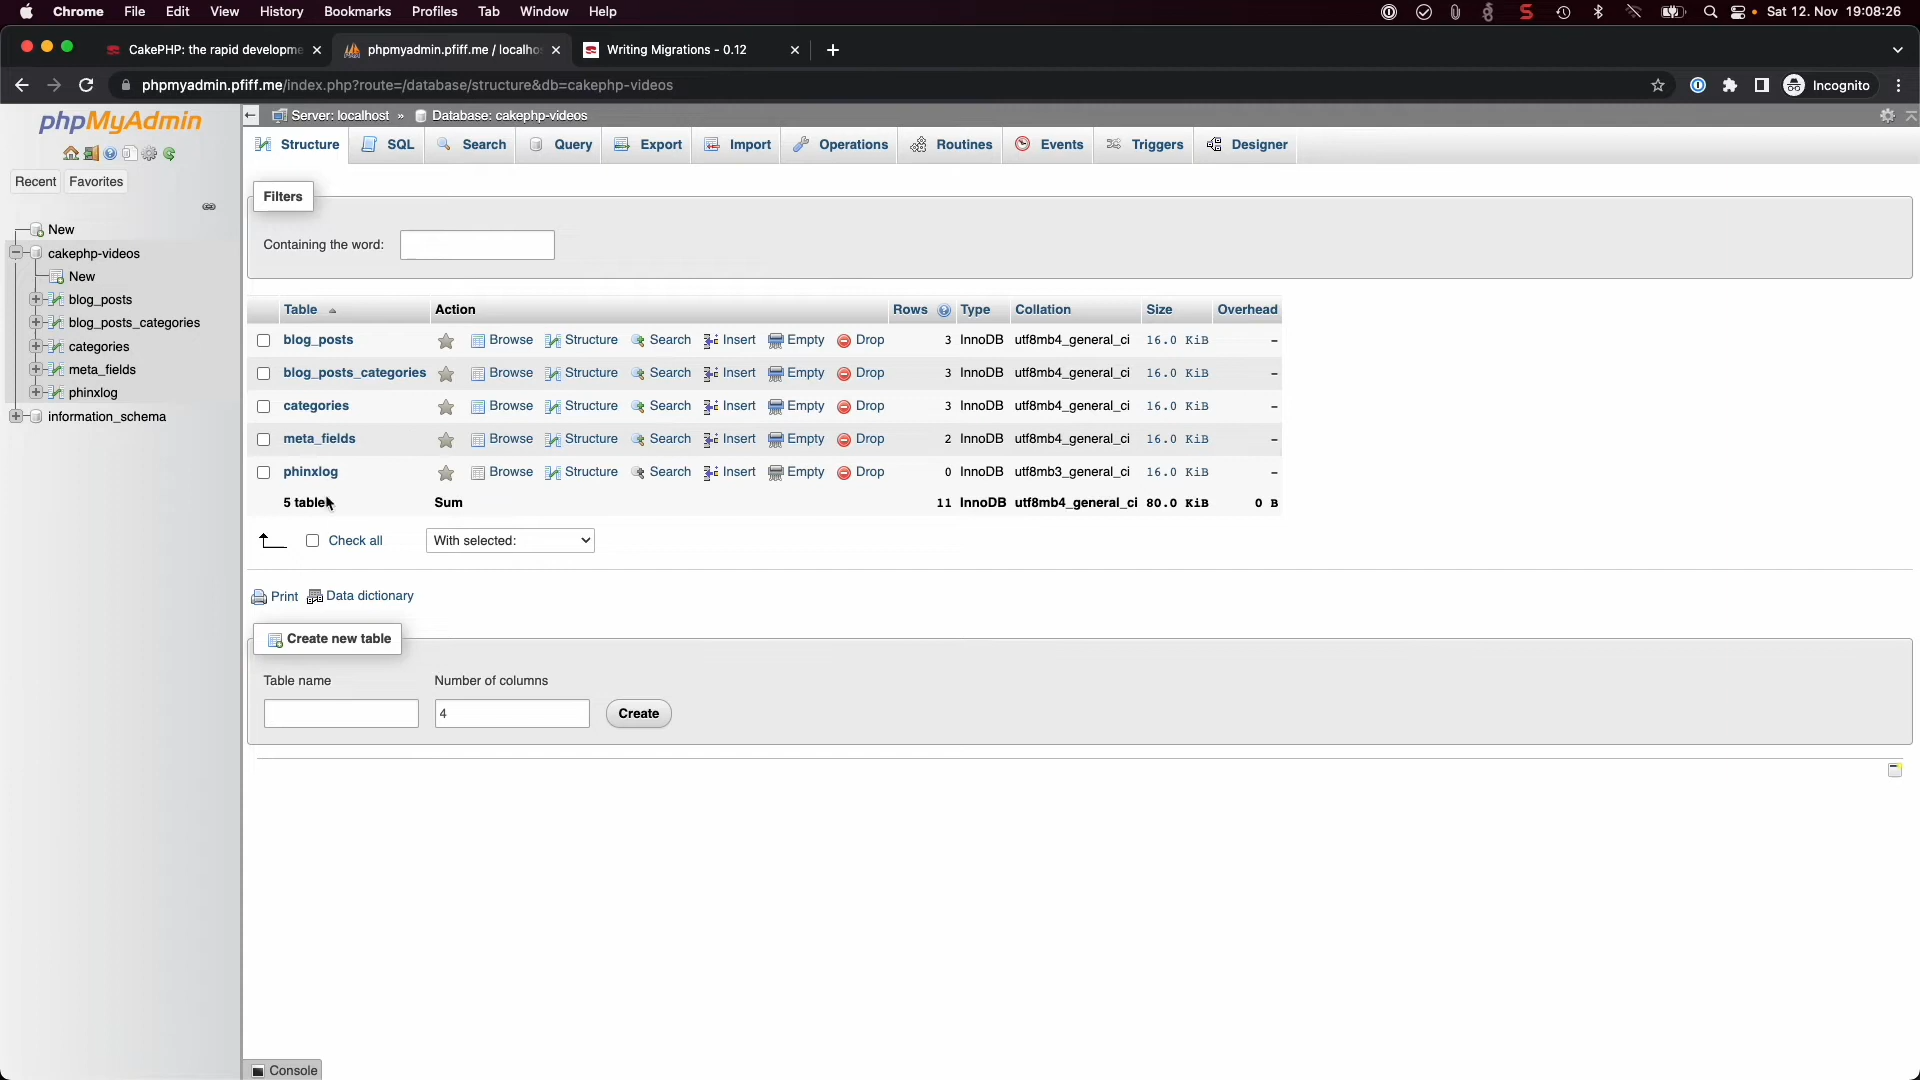 Chrome File Edit View History Bookmarks Profiles Tab Window Help Sat 12. Nov 19:08:26
CakePHP: the rapid developme phpmyadmin.pfiff.me / localho Writing Migrations - 0.12
phpmyadmin.pfiff.me/index.php?route=/database/structure&db=cakephp-videos Incognito
phpMyAdmin
Server: localhost » Database: cakephp-videos
Structure SQL Search Query Export Import Operations Routines Events Triggers Designer
Recent Favorites
New
cakephp-videos
New
blog_posts
blog_posts_categories
categories
meta_fields
phinxlog
information_schema
Filters
Containing the word:
Table Action Rows Type Collation Size Overhead
blog_posts Browse Structure Search Insert Empty Drop 3 InnoDB utf8mb4_general_ci 16.0 KiB -
blog_posts_categories Browse Structure Search Insert Empty Drop 3 InnoDB utf8mb4_general_ci 16.0 KiB -
categories Browse Structure Search Insert Empty Drop 3 InnoDB utf8mb4_general_ci 16.0 KiB -
meta_fields Browse Structure Search Insert Empty Drop 2 InnoDB utf8mb4_general_ci 16.0 KiB -
phinxlog Browse Structure Search Insert Empty Drop 0 InnoDB utf8mb3_general_ci 16.0 KiB -
5 tables Sum 11 InnoDB utf8mb4_general_ci 80.0 KiB 0 B
Check all With selected:
Print Data dictionary
Create new table
Table name Number of columns
4 Create
Console